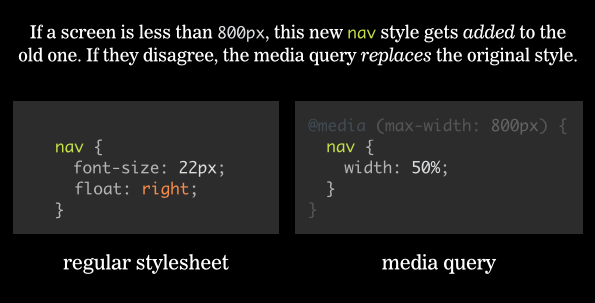 If a screen is less than 800px, this new nav style gets added to the
old one. If they disagree, the media query replaces the original style.
nav {
font-size: 22px;
float: right;
}
regular stylesheet
@media (max-width: 800px) {
nav {
width: 50%;
}
}
media query